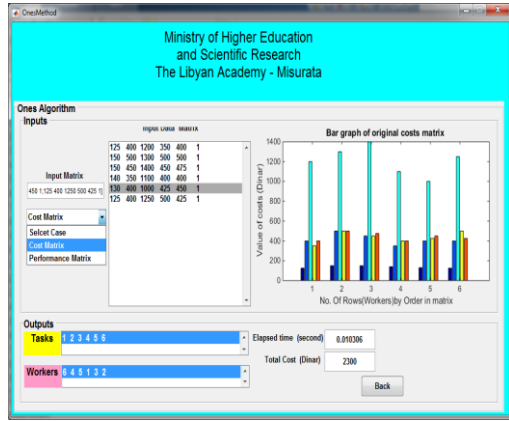 OnesMethod
Ministry of Higher Education
and Scientific Research
The Libyan Academy - Misurata
Ones Algorithm
Inputs
Input Data Matrix
Input Matrix
450 1;125 400 1250 500 425 1]
Cost Matrix
Selcet Case
Cost Matrix
Performance Matrix
125 400 1200 350 400 1
150 500 1300 500 500 1
150 450 1400 450 475 1
140 350 1100 400 400 1
130 400 1000 425 450 1
125 400 1250 500 425 1
Bar graph of original costs matrix
Value of costs (Dinar)
1400
1200
1000
800
600
400
200
0
1 2 3 4 5 6
No. Of Rows(Workers)by Order in matrix
Outputs
Tasks
1 2 3 4 5 6
Workers
6 4 5 1 3 2
Elapsed time (second)
0.010306
Total Cost (Dinar)
2300
Back